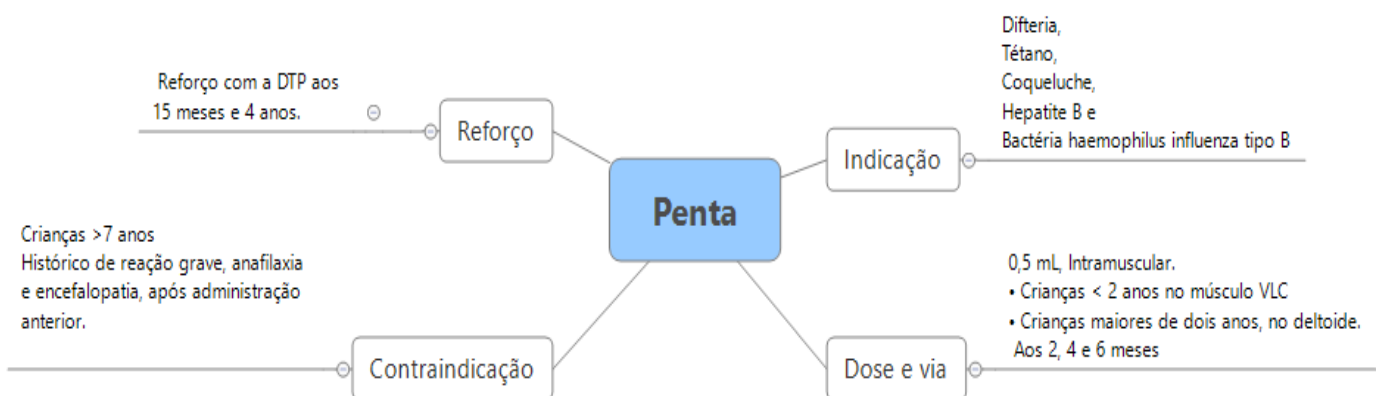 Penta
Indicação
Difteria,
Tétano,
Coqueluche,
Hepatite B e
Bactéria haemophilus influenza tipo B
Dose e via
0,5 mL, Intramuscular.
• Crianças < 2 anos no músculo VLC
• Crianças maiores de dois anos, no deltoide.
Aos 2, 4 e 6 meses
Reforço
Reforço com a DTP aos
15 meses e 4 anos.
Contraindicação
Crianças >7 anos
Histórico de reação grave, anafilaxia
e encefalopatia, após administração
anterior.